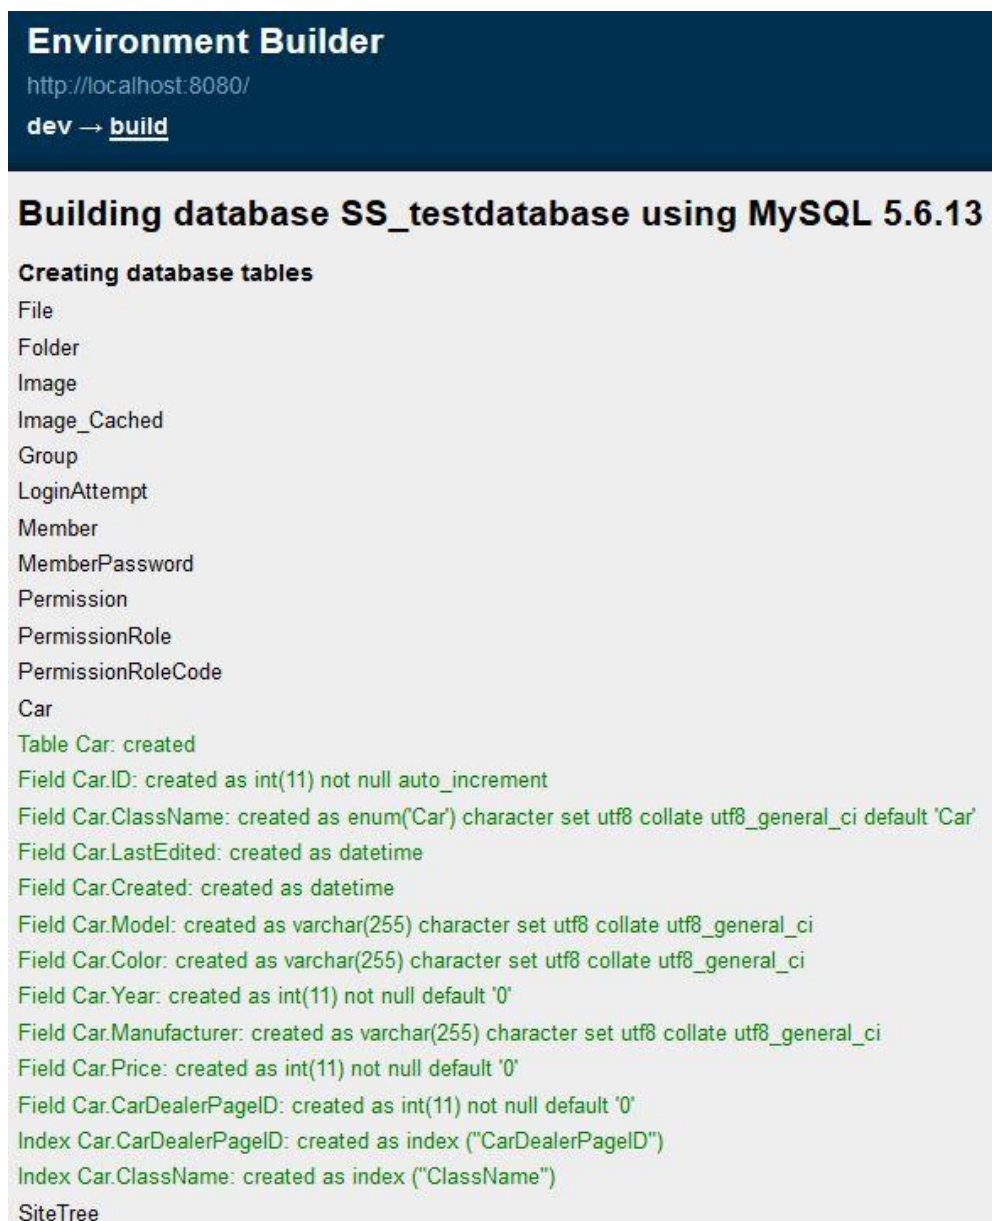 Environment Builder
http://localhost:8080/
dev → build
Building database SS_testdatabase using MySQL 5.6.13
Creating database tables
File
Folder
Image
Image_Cached
Group
LoginAttempt
Member
MemberPassword
Permission
PermissionRole
PermissionRoleCode
Car
Table Car: created
Field Car.ID: created as int(11) not null auto_increment
Field Car.ClassName: created as enum('Car') character set utf8 collate utf8_general_ci default 'Car'
Field Car.LastEdited: created as datetime
Field Car.Created: created as datetime
Field Car.Model: created as varchar(255) character set utf8 collate utf8_general_ci
Field Car.Color: created as varchar(255) character set utf8 collate utf8_general_ci
Field Car.Year: created as int(11) not null default '0'
Field Car.Manufacturer: created as varchar(255) character set utf8 collate utf8_general_ci
Field Car.Price: created as int(11) not null default '0'
Field Car.CarDealerPageID: created as int(11) not null default '0'
Index Car.CarDealerPageID: created as index ("CarDealerPageID")
Index Car.ClassName: created as index ("ClassName")
SiteTree